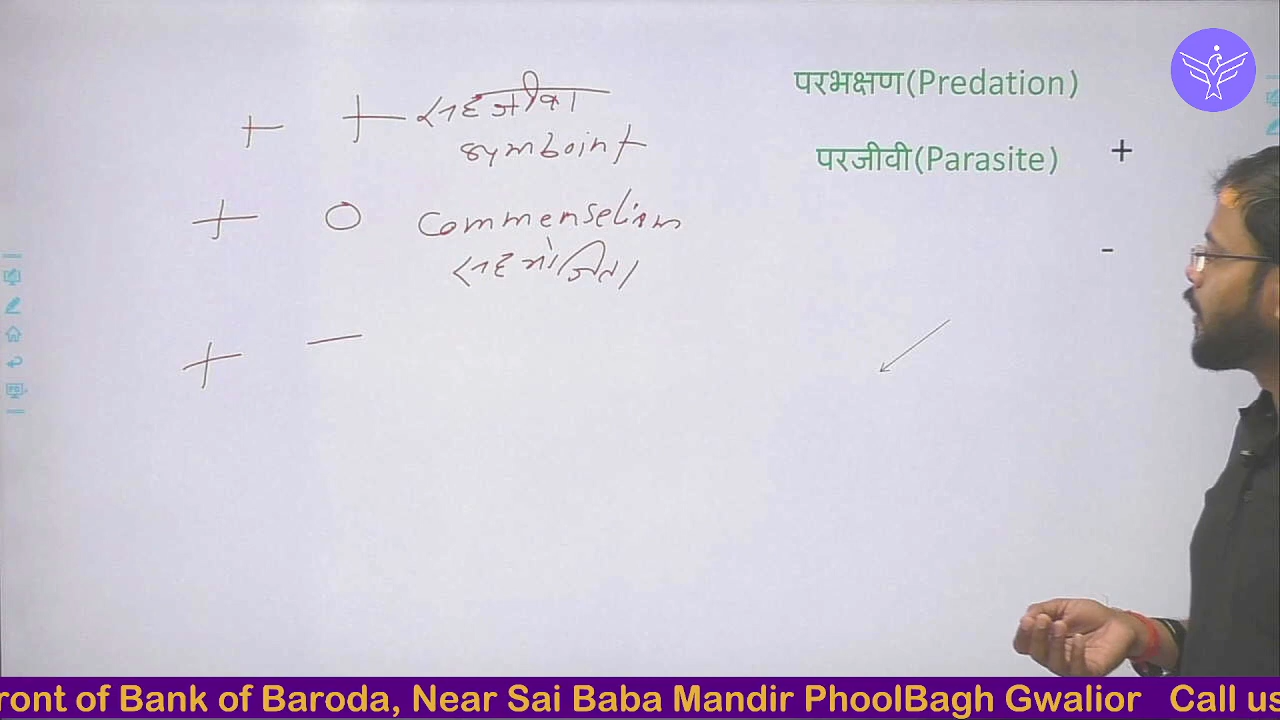 + + सहजीविका
symboint
+ O Commenselism
सहभोजिता
+ −
परभक्षण(Predation)
परजीवी(Parasite) +
-
ront of Bank of Baroda, Near Sai Baba Mandir PhoolBagh Gwalior Call us